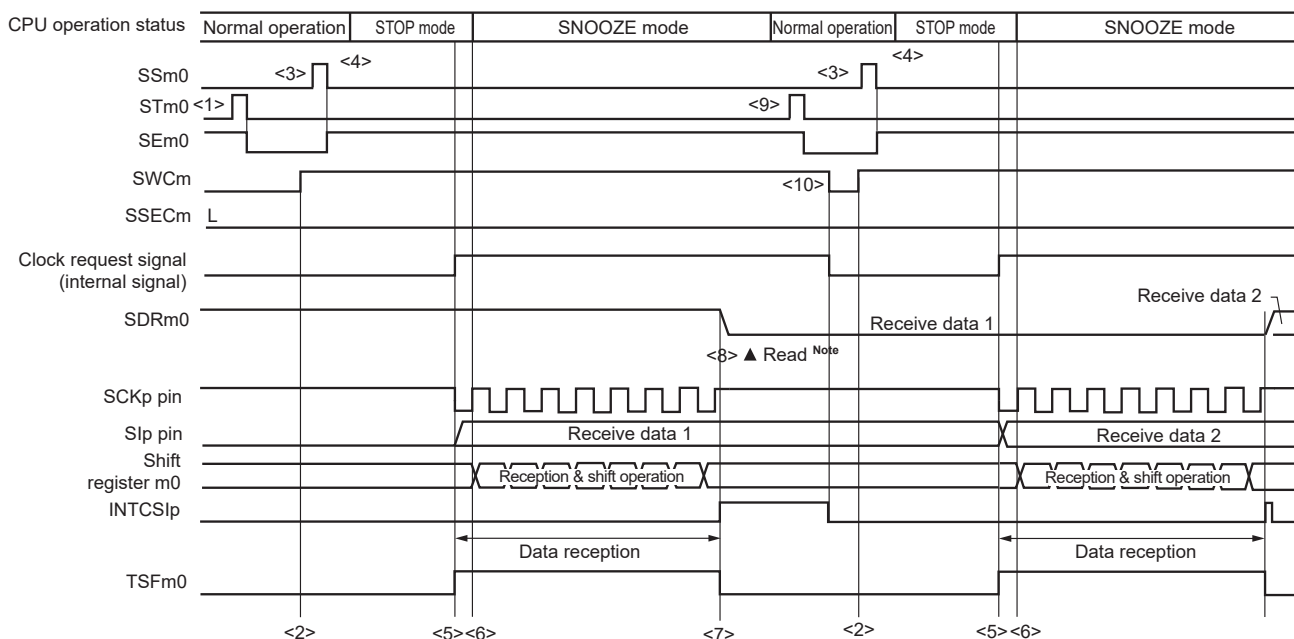 CPU operation status Normal operation STOP mode SNOOZE mode Normal operation STOP mode SNOOZE mode
SSm0 <3> <4> <3> <4>
STm0 <1> <9>
SEm0
SWCm <10>
SSECm L
Clock request signal
(internal signal)
Receive data 2
SDRm0 Receive data 1
<8> ▲ Read Note
SCKp pin
SIp pin Receive data 1 Receive data 2
Shift
register m0 Reception & shift operation Reception & shift operation
INTCSIp
Data reception Data reception
TSFm0
<2> <5> <6> <7> <2> <5> <6>